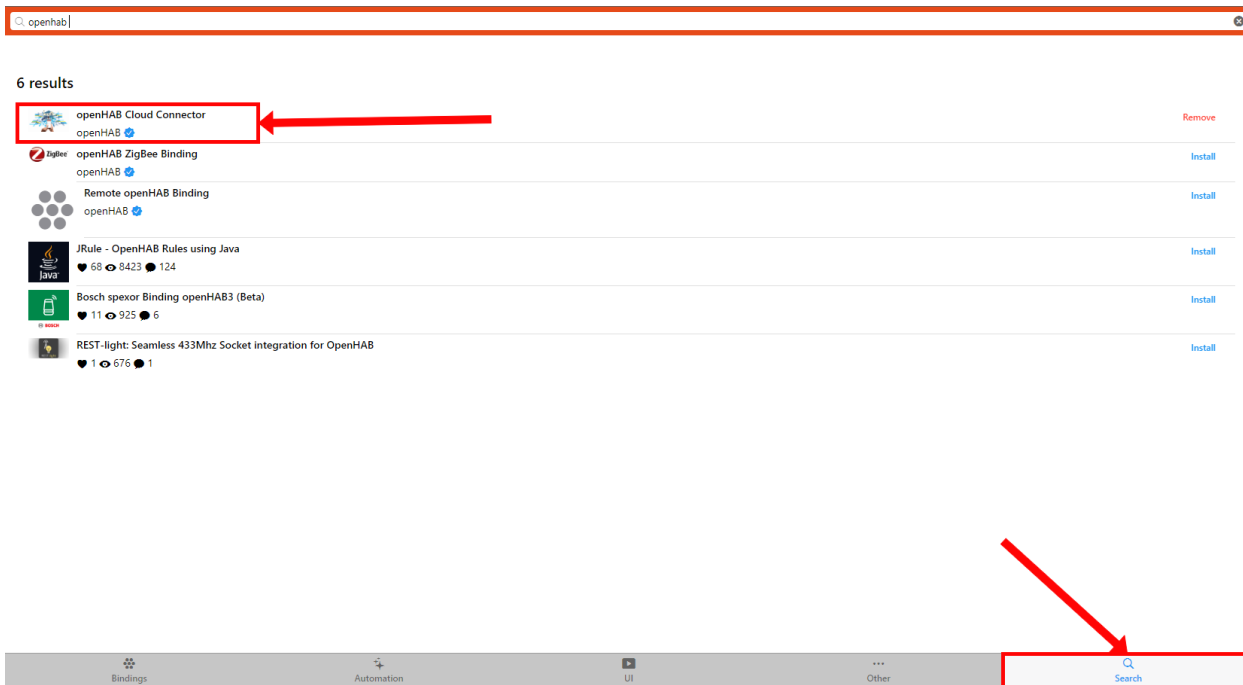 openhab
6 results
openHAB Cloud Connector
openHAB
Remove
ZigBee
openHAB ZigBee Binding
openHAB
Install
Remote openHAB Binding
openHAB
Install
Java
JRule - OpenHAB Rules using Java
68 8423 124
Install
BOSCH
Bosch spexor Binding openHAB3 (Beta)
11 925 6
Install
REST-light: Seamless 433Mhz Socket integration for OpenHAB
1 676 1
Install
Bindings
Automation
UI
Other
Search